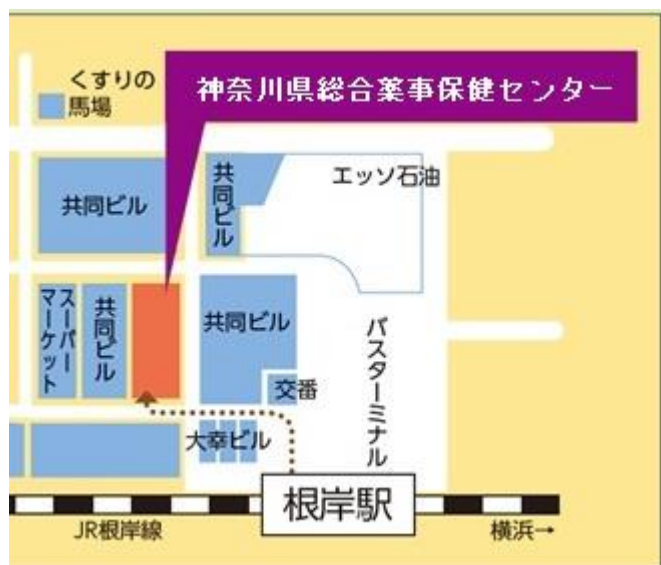 くすりの
馬場
神奈川県総合薬事保健センター
共同ビル
共同ビル
エッソ石油
スーパー
マーケット
共同ビル
共同ビル
バスターミナル
交番
大幸ビル
根岸駅
JR根岸線
横浜→